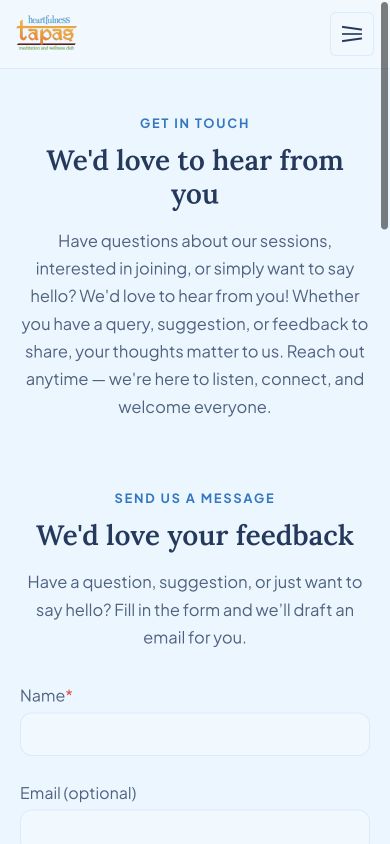 heartfulness
tapas
meditation and wellness club
GET IN TOUCH
We'd love to hear from
you
Have questions about our sessions,
interested in joining, or simply want to say
hello? We'd love to hear from you! Whether
you have a query, suggestion, or feedback to
share, your thoughts matter to us. Reach out
anytime — we're here to listen, connect, and
welcome everyone.
SEND US A MESSAGE
We'd love your feedback
Have a question, suggestion, or just want to
say hello? Fill in the form and we’ll draft an
email for you.
Name*
Email (optional)